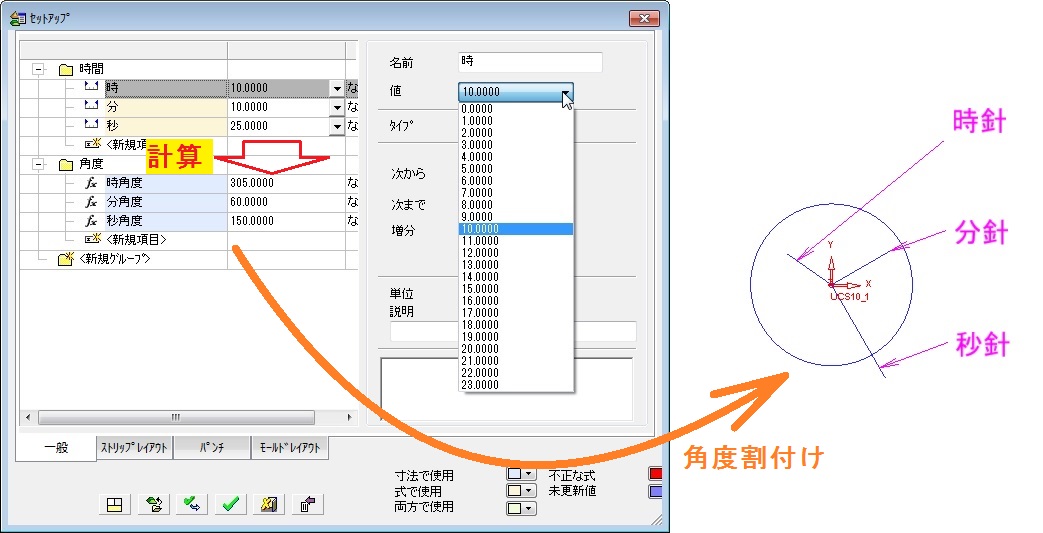 ｾｯﾄｱｯﾌﾟ
時間
時 10.0000 な
分 10.0000 な
秒 25.0000 な
<新規項
計算
角度
時角度 305.0000 な
分角度 60.0000 な
秒角度 150.0000 な
<新規項目>
<新規ｸﾞﾙｰﾌﾟ>
名前 時
値 10.0000
ﾀｲﾌﾟ
次から
次まで
増分
単位
説明
0.0000
1.0000
2.0000
3.0000
4.0000
5.0000
6.0000
7.0000
8.0000
9.0000
10.0000
11.0000
12.0000
13.0000
14.0000
15.0000
16.0000
17.0000
18.0000
19.0000
20.0000
21.0000
22.0000
23.0000
一般 ｽﾄﾘｯﾌﾟﾚｲｱｳﾄ ﾊﾟﾝﾁ ﾓｰﾙﾄﾞﾚｲｱｳﾄ
寸法で使用 不正な式
式で使用 未更新値
両方で使用
時針
分針
秒針
Y
X
UCS10_1
角度割付け